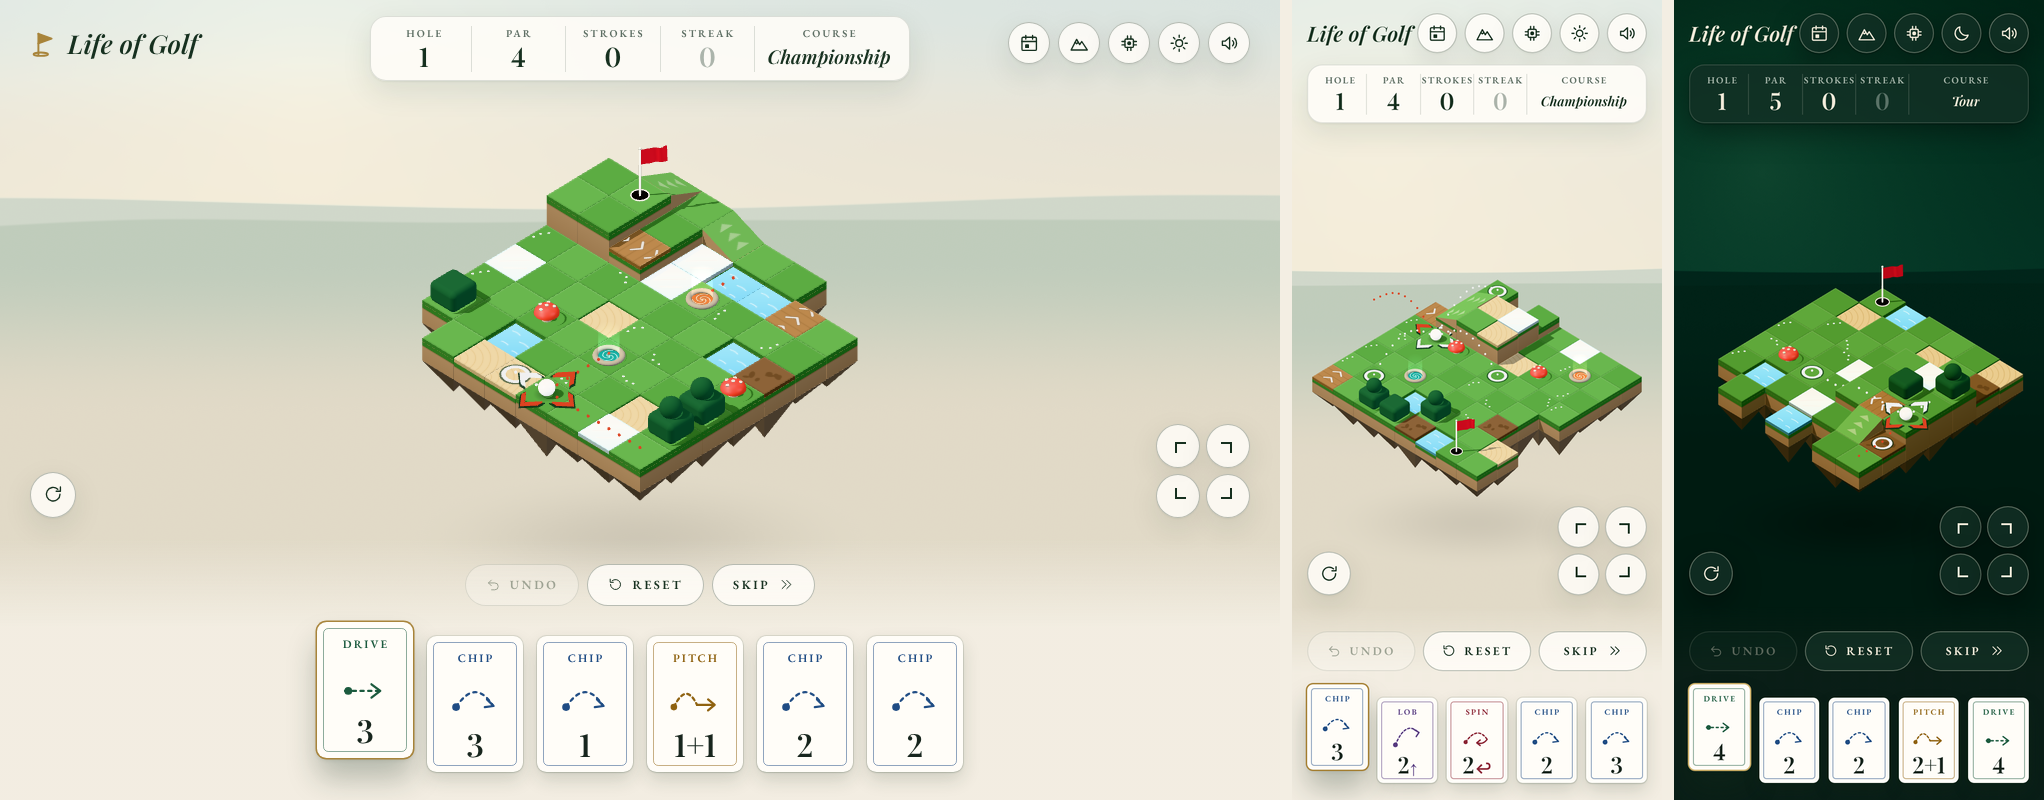 Life of Golf
HOLE PAR STROKES STREAK COURSE
1 4 0 0 Championship
UNDO RESET SKIP
DRIVE CHIP CHIP PITCH CHIP CHIP
3 3 1 1+1 2 2
Life of Golf
HOLE PAR STROKES STREAK COURSE
1 4 0 0 Championship
UNDO RESET SKIP
CHIP LOB SPIN CHIP CHIP
3 2↑ 2↩ 2 3
Life of Golf
HOLE PAR STROKES STREAK COURSE
1 5 0 0 Tour
UNDO RESET SKIP
DRIVE CHIP CHIP PITCH DRIVE
4 2 2 2+1 4